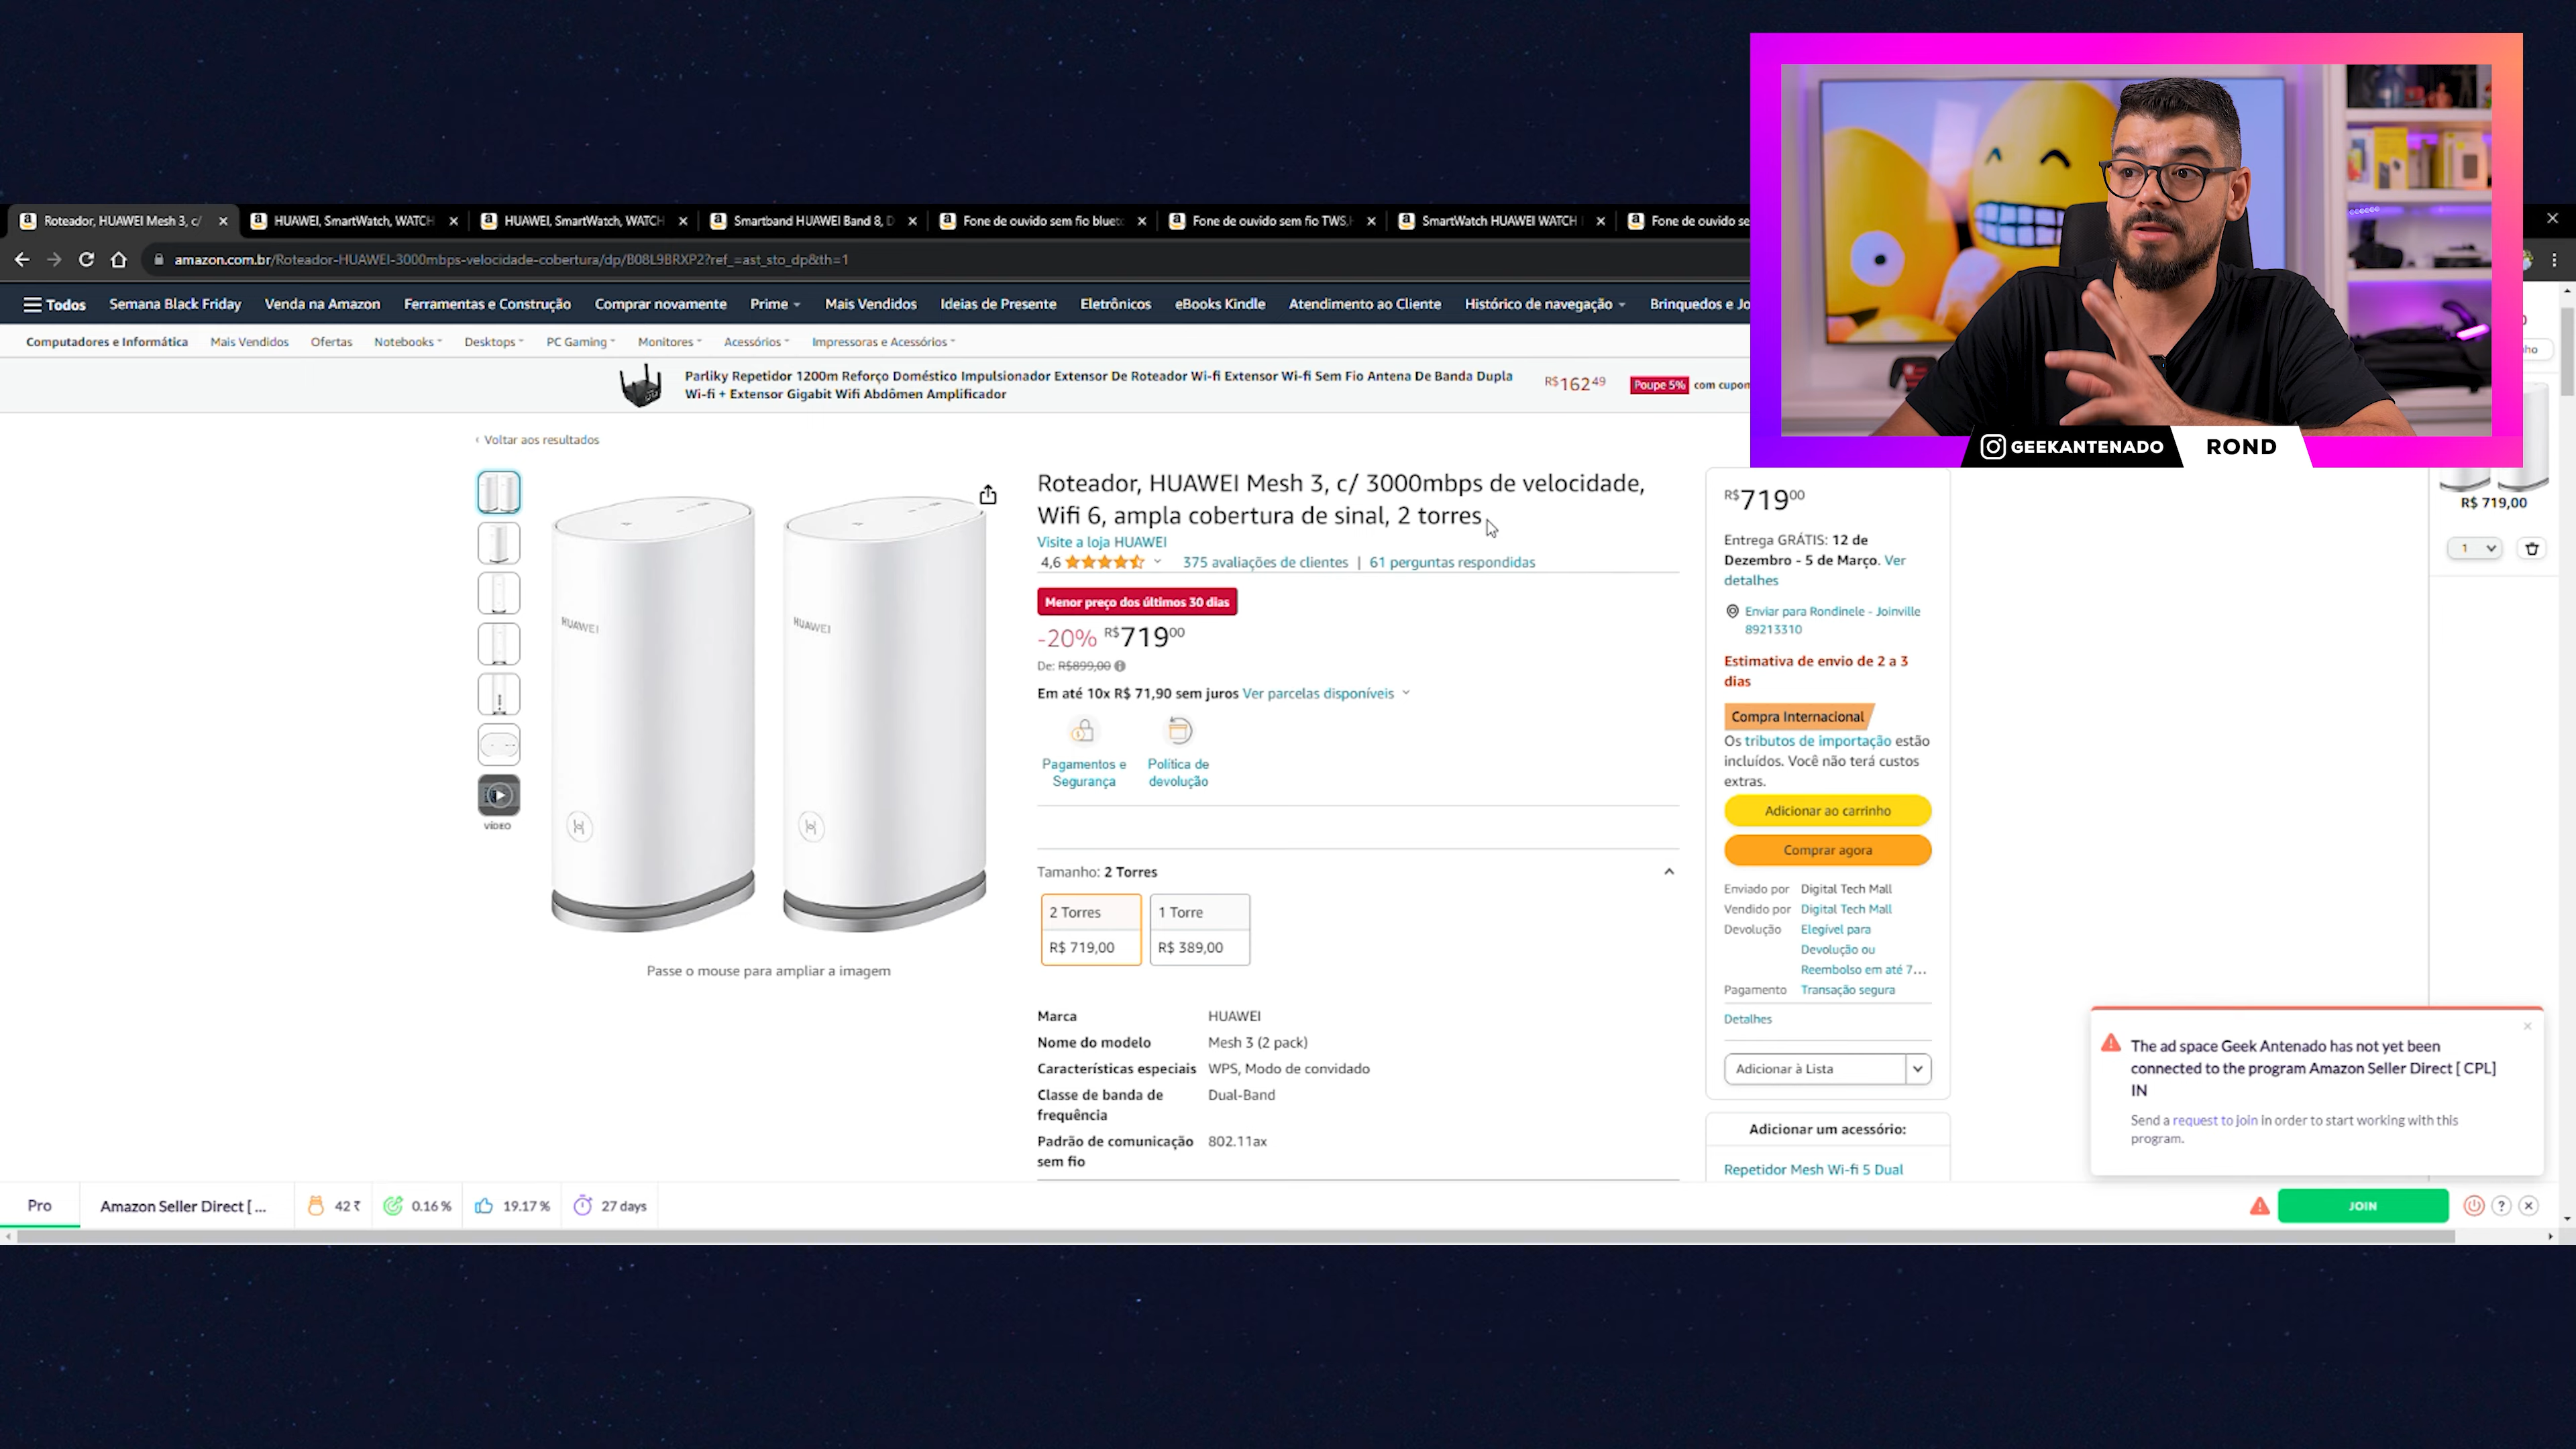 Roteador, HUAWEI Mesh 3, c/
HUAWEI, SmartWatch, WATCH
HUAWEI, SmartWatch, WATCH
Smartband HUAWEI Band 8, D
Fone de ouvido sem fio blueto
Fone de ouvido sem fio TWS,
SmartWatch HUAWEI WATCH
Fone de ouvido se
amazon.com.br/Roteador-HUAWEI-3000mbps-velocidade-cobertura/dp/B08L9BRXP2?ref_=ast_sto_dp&th=1
Todos Semana Black Friday Venda na Amazon Ferramentas e Construção Comprar novamente Prime Mais Vendidos Ideias de Presente Eletrônicos eBooks Kindle Atendimento ao Cliente Histórico de navegação Brinquedos e Jo
Computadores e Informática Mais Vendidos Ofertas Notebooks Desktops PC Gaming Monitores Acessórios Impressoras e Acessórios
Parliky Repetidor 1200m Reforço Doméstico Impulsionador Extensor De Roteador Wi-fi Extensor Wi-fi Sem Fio Antena De Banda Dupla
Wi-fi + Extensor Gigabit Wifi Abdômen Amplificador
R$162 49
Poupe 5% com cupon
GEEKANTENADO ROND
‹ Voltar aos resultados
HUAWEI
HUAWEI
VÍDEO
Passe o mouse para ampliar a imagem
Roteador, HUAWEI Mesh 3, c/ 3000mbps de velocidade,
Wifi 6, ampla cobertura de sinal, 2 torres
Visite a loja HUAWEI
4,6 375 avaliações de clientes | 61 perguntas respondidas
Menor preço dos últimos 30 dias
-20% R$719 00
De: R$899,00
Em até 10x R$ 71,90 sem juros Ver parcelas disponíveis
Pagamentos e
Segurança
Política de
devolução
Tamanho: 2 Torres
2 Torres
R$ 719,00
1 Torre
R$ 389,00
Marca HUAWEI
Nome do modelo Mesh 3 (2 pack)
Características especiais WPS, Modo de convidado
Classe de banda de
frequência
Dual-Band
Padrão de comunicação
sem fio
802.11ax
R$719 00
Entrega GRÁTIS: 12 de
Dezembro - 5 de Março. Ver
detalhes
Enviar para Rondinele - Joinville
89213310
Estimativa de envio de 2 a 3
dias
Compra Internacional
Os tributos de importação estão
incluídos. Você não terá custos
extras.
Adicionar ao carrinho
Comprar agora
Enviado por Digital Tech Mall
Vendido por Digital Tech Mall
Devolução Elegível para
Devolução ou
Reembolso em até 7...
Pagamento Transação segura
Detalhes
Adicionar à Lista
Adicionar um acessório:
Repetidor Mesh Wi-fi 5 Dual
R$ 719,00
1
The ad space Geek Antenado has not yet been
connected to the program Amazon Seller Direct [ CPL]
IN
Send a request to join in order to start working with this
program.
Pro Amazon Seller Direct [ ... 42 ₹ 0.16 % 19.17 % 27 days JOIN ?